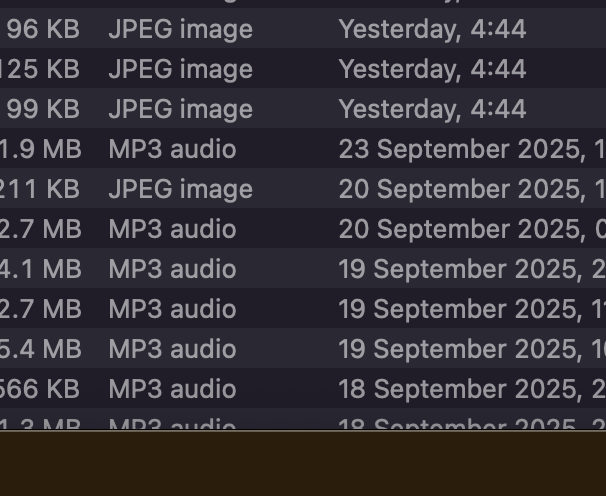 96 KB JPEG image Yesterday, 4:44
125 KB JPEG image Yesterday, 4:44
99 KB JPEG image Yesterday, 4:44
1.9 MB MP3 audio 23 September 2025, 1
211 KB JPEG image 20 September 2025, 1
2.7 MB MP3 audio 20 September 2025, 0
4.1 MB MP3 audio 19 September 2025, 2
2.7 MB MP3 audio 19 September 2025, 1
5.4 MB MP3 audio 19 September 2025, 1
566 KB MP3 audio 18 September 2025, 2
1.3 MB MP3 audio 18 September 2025, 2